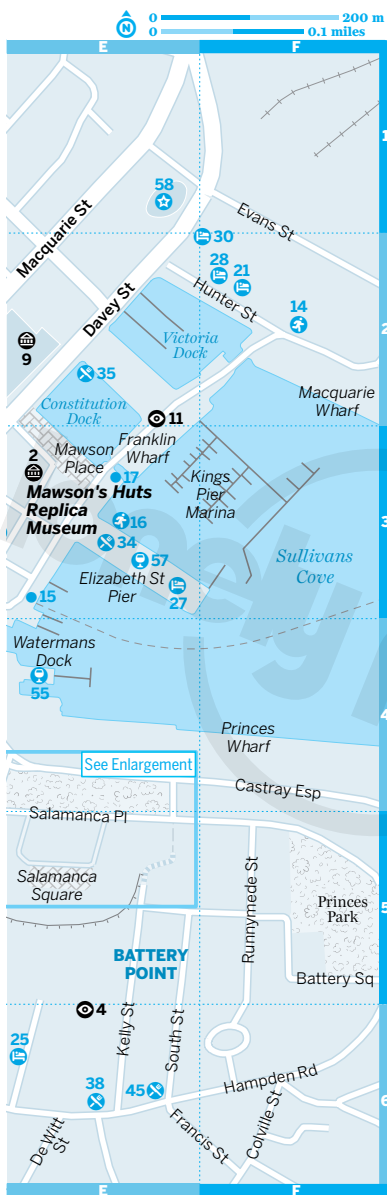 N
0 200 m
0 0.1 miles
E F
1
58
Evans St
Macquarie St
30
28
21
Hunter St
Davey St
14
2
Victoria
Dock
9
35
Macquarie
Wharf
Constitution
Dock
11
Franklin
Wharf
2
Mawson
Place
17
Kings
Pier
Marina
Mawson's Huts
Replica
Museum
16
3
34
57
Sullivans
Cove
Elizabeth St
Pier
27
15
Watermans
Dock
55
4
Princes
Wharf
See Enlargement
Castray Esp
Salamanca Pl
Salamanca
Square
Runnymede St
Princes
Park
5
BATTERY
POINT
Battery Sq
4
Kelly St
South St
25
38
45
Hampden Rd
6
De Witt
St
Francis St
Colville St
E F